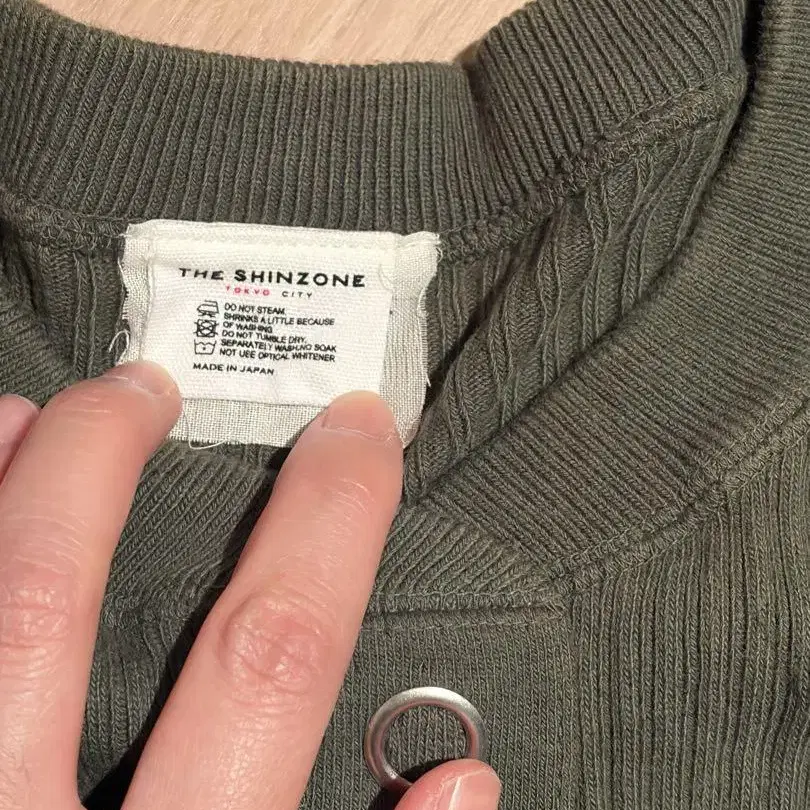 THE SHINZONE
TOKYO CITY
DO NOT STEAM.
SHRINKS A LITTLE BECAUSE
OF WASHING
DO NOT TUMBLE DRY.
SEPARATELY WASHING SOAK
NOT USE OPTICAL WHITENER
MADE IN JAPAN